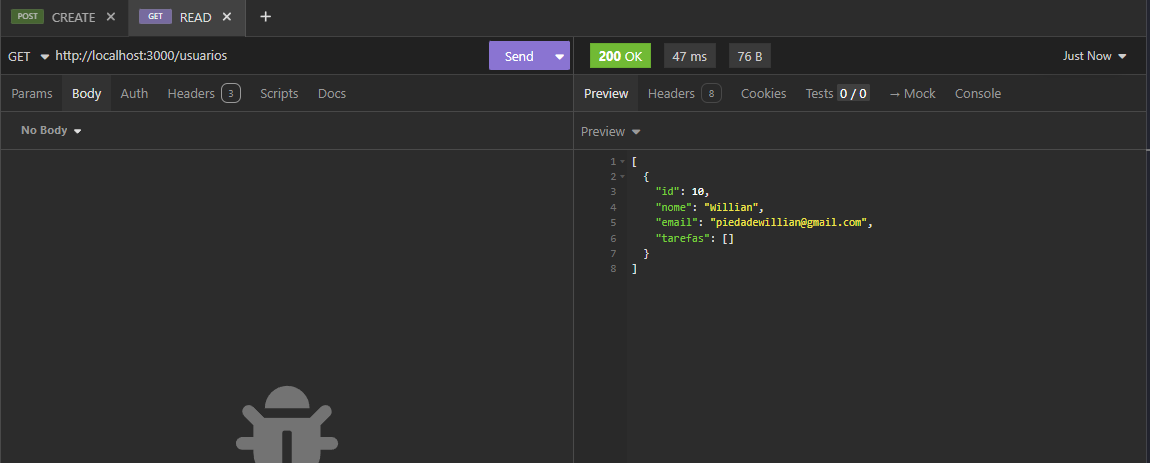 POST CREATE × GET READ × +
GET http://localhost:3000/usuarios Send 200 OK 47 ms 76 B Just Now
Params Body Auth Headers 3 Scripts Docs Preview Headers 8 Cookies Tests 0 / 0 → Mock Console
No Body Preview
1 [
2 {
3 "id": 10,
4 "nome": "Willian",
5 "email": "piedadewillian@gmail.com",
6 "tarefas": []
7 }
8 ]